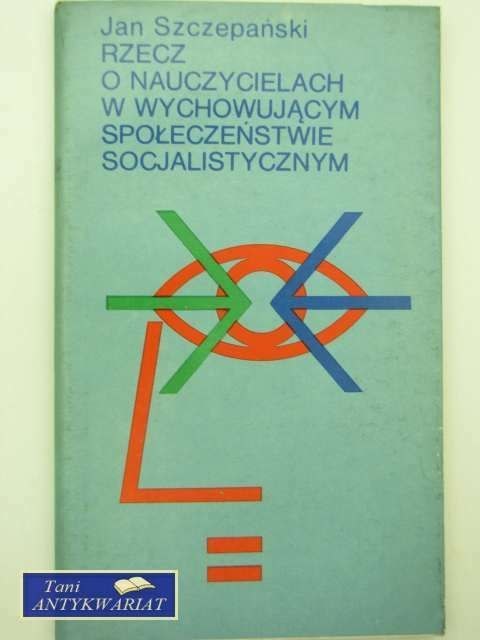 Jan Szczepański
RZECZ
O NAUCZYCIELACH
W WYCHOWUJĄCYM
SPOŁECZEŃSTWIE
SOCJALISTYCZNYM
Tani
ANTYKWARIAT